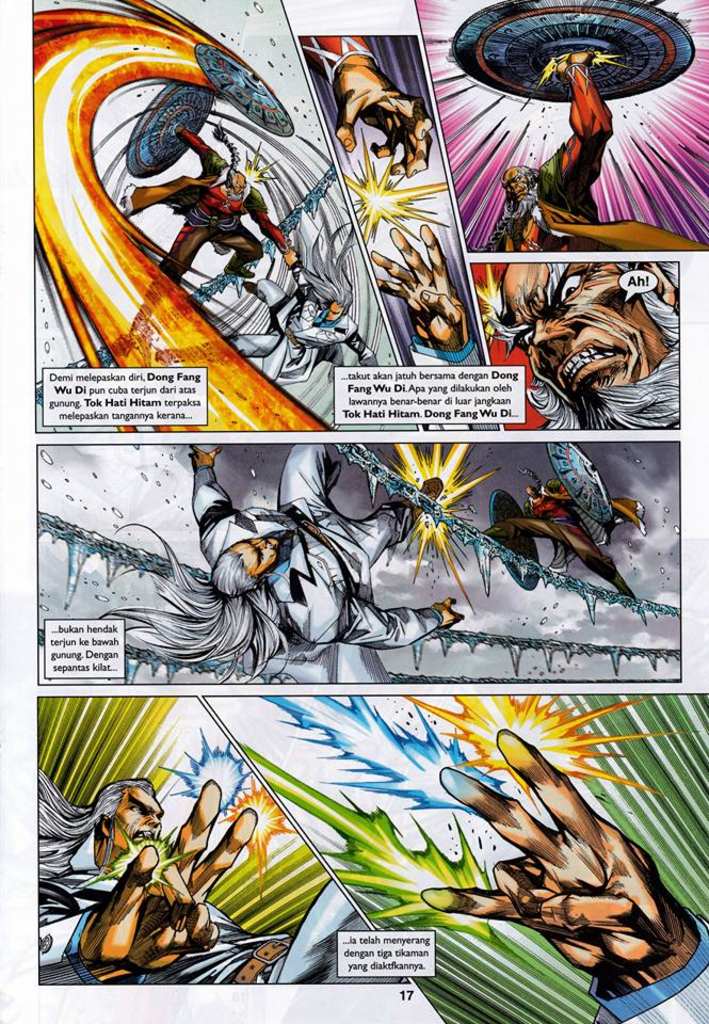 Demi melepaskan diri, Dong Fang
Wu Di pun cuba terjun dari atas
gunung. Tok Hati Hitam terpaksa
melepaskan tangannya kerana...
...takut akan jatuh bersama dengan Dong
Fang Wu Di. Apa yang dilakukan oleh
lawannya benar-benar di luar jangkaan
Tok Hati Hitam. Dong Fang Wu Di...
Ah!
...bukan hendak
terjun ke bawah
gunung. Dengan
sepantas kilat...
...ia telah menyerang
dengan tiga tikaman
yang diaktfkannya.
17